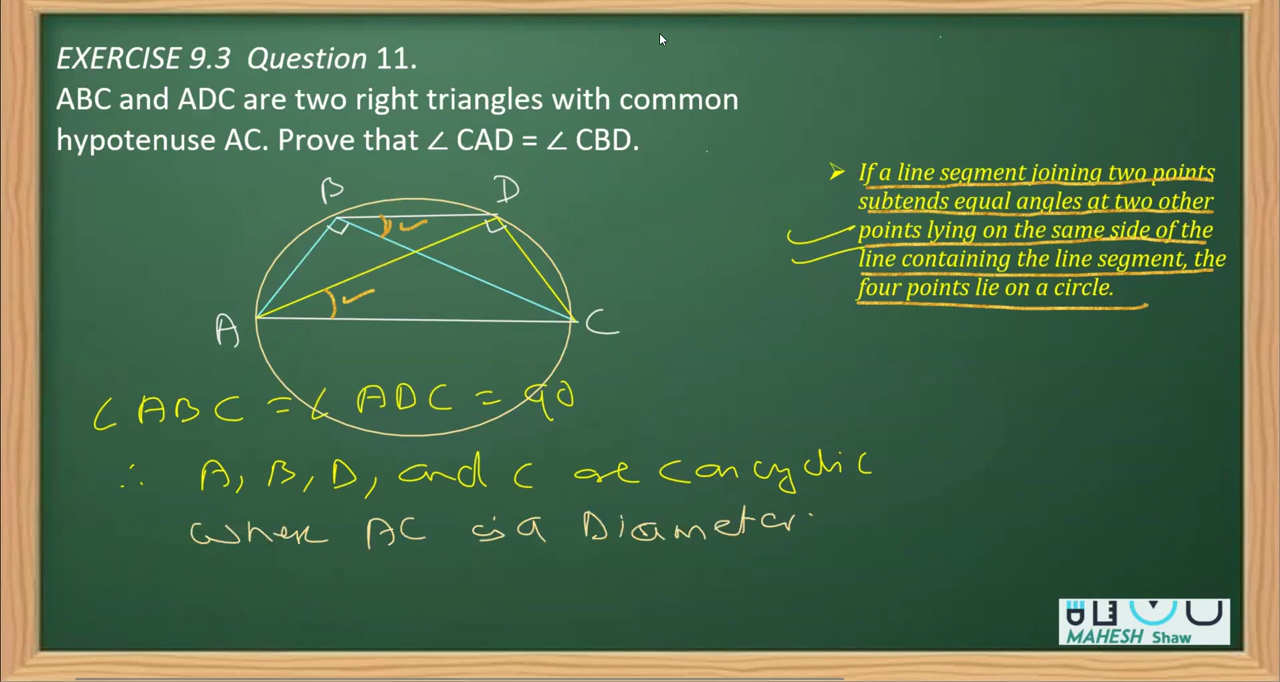 EXERCISE 9.3 Question 11.
ABC and ADC are two right triangles with common
hypotenuse AC. Prove that ∠ CAD = ∠ CBD.
➤ If a line segment joining two points
subtends equal angles at two other
points lying on the same side of the
line containing the line segment, the
four points lie on a circle.
B D
A C
∠ ABC = ∠ ADC = 90
∴ A, B, D, and C are concyclic
where AC is a Diameter.
MAHESH Shaw